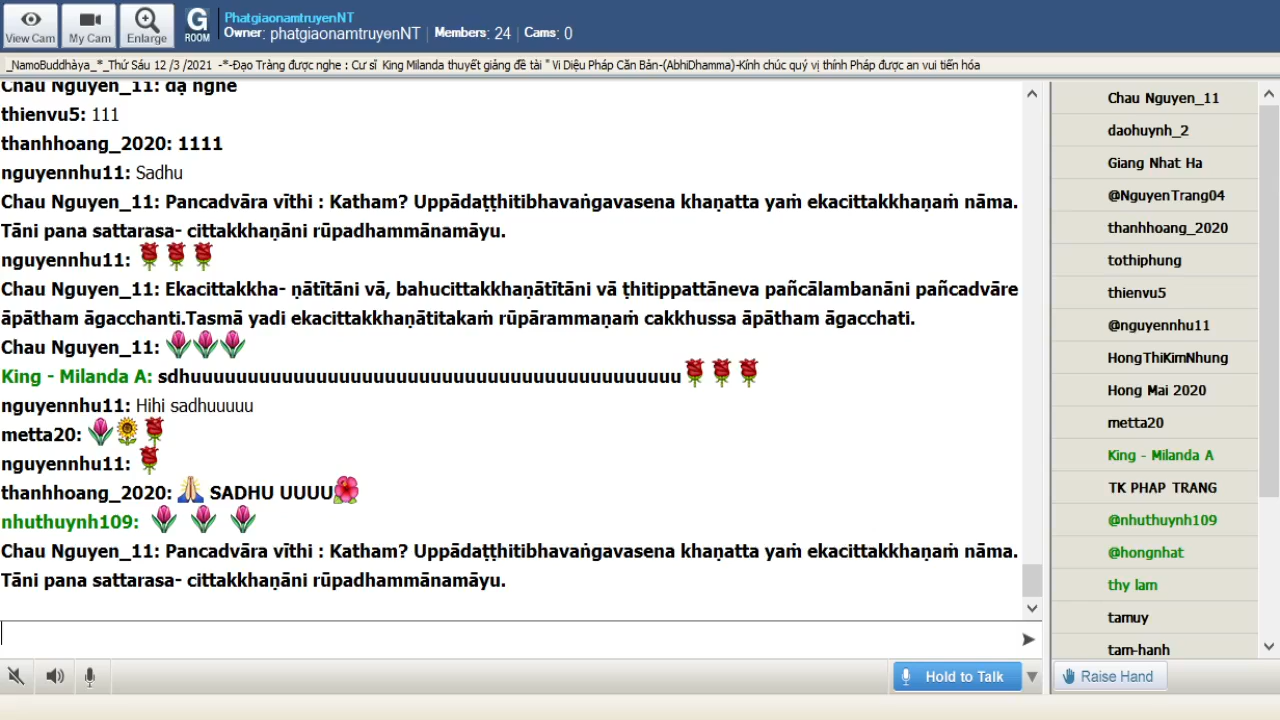 PhatgiaonamtruyenNT
View Cam My Cam Enlarge G ROOM Owner: phatgiaonamtruyenNT | Members: 24 | Cams: 0
_NamoBuddhàya_*_Thứ Sáu 12 /3 /2021 -*-Đạo Tràng được nghe : Cư sĩ King Milanda thuyết giảng đề tài " Vi Diệu Pháp Căn Bản-(AbhiDhamma)-Kính chúc quý vị thính Pháp được an vui tiến hóa
Chau Nguyen_11: dạ nghe
thienvu5: 111
thanhhoang_2020: 1111
nguyennhu11: Sadhu
Chau Nguyen_11: Pancadvāra vīthi : Katham? Uppādaṭṭhitibhavaṅgavasena khaṇatta yaṁ ekacittakkhaṇaṁ nāma.
Tāni pana sattarasa- cittakkhaṇāni rūpadhammānamāyu.
nguyennhu11:
Chau Nguyen_11: Ekacittakkha- ṇātītāni vā, bahucittakkhaṇātītāni vā ṭhitippattāneva pañcālambanāni pañcadvāre
āpātham āgacchanti.Tasmā yadi ekacittakkhaṇātitakaṁ rūpārammaṇaṁ cakkhussa āpātham āgacchati.
Chau Nguyen_11:
King - Milanda A: sdhuuuuuuuuuuuuuuuuuuuuuuuuuuuuuuuuuuuuuuuuuuu
nguyennhu11: Hihi sadhuuuuu
metta20:
nguyennhu11:
thanhhoang_2020: SADHU UUUU
nhuthuynh109:
Chau Nguyen_11: Pancadvāra vīthi : Katham? Uppādaṭṭhitibhavaṅgavasena khaṇatta yaṁ ekacittakkhaṇaṁ nāma.
Tāni pana sattarasa- cittakkhaṇāni rūpadhammānamāyu.
Chau Nguyen_11
daohuynh_2
Giang Nhat Ha
@NguyenTrang04
thanhhoang_2020
tothiphung
thienvu5
@nguyennhu11
HongThiKimNhung
Hong Mai 2020
metta20
King - Milanda A
TK PHAP TRANG
@nhuthuynh109
@hongnhat
thy lam
tamuy
tam-hanh
Hold to Talk
Raise Hand